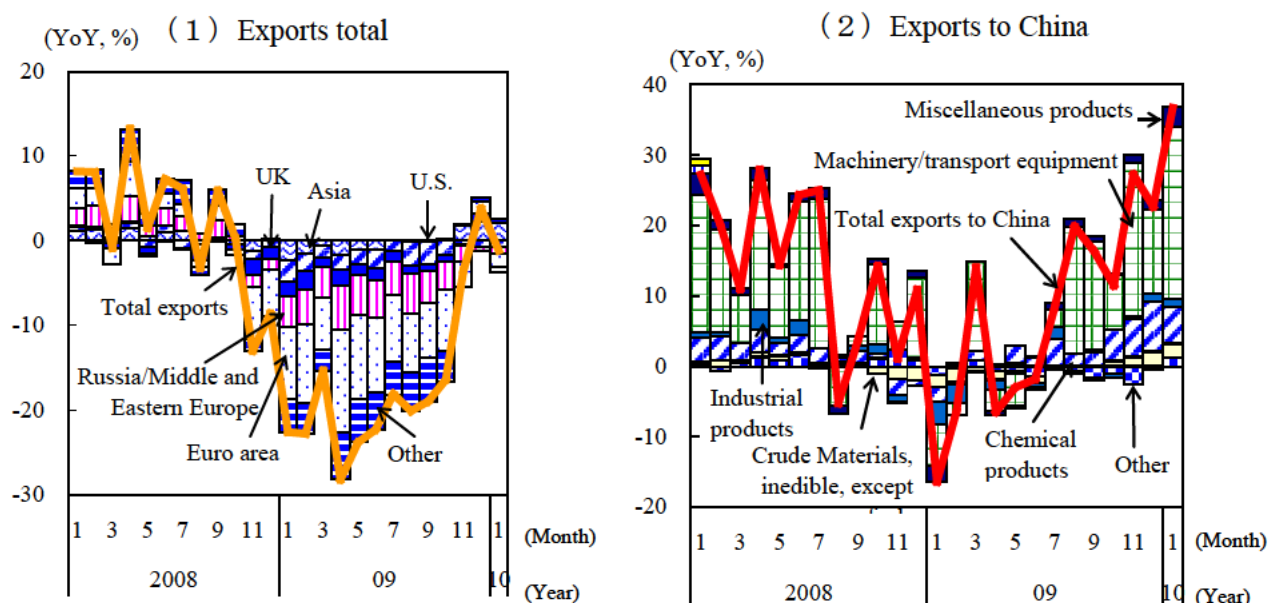 (1) Exports total
(YoY, %)
20
10
0
-10
-20
-30
UK
Asia
U.S.
Total exports
Russia/Middle and
Eastern Europe
Euro area
Other
1 3 5 7 9 11 1 3 5 7 9 11 1 (Month)
2008 09 10 (Year)
(2) Exports to China
(YoY, %)
40
30
20
10
0
-10
-20
Miscellaneous products
Machinery/transport equipment
Total exports to China
Industrial
products
Crude Materials,
inedible, except
Chemical
products
Other
1 3 5 7 9 11 1 3 5 7 9 11 1 (Month)
2008 09 10 (Year)